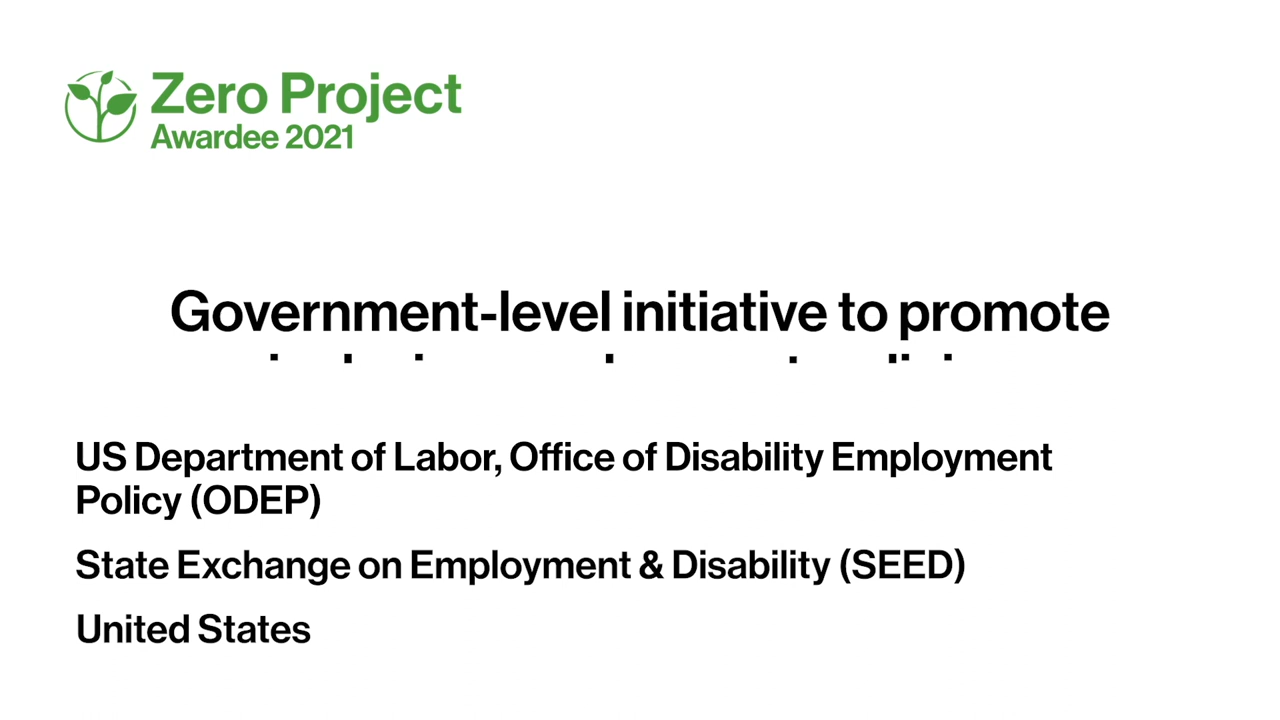 Zero Project
Awardee 2021
Government-level initiative to promote
US Department of Labor, Office of Disability Employment
Policy (ODEP)
State Exchange on Employment & Disability (SEED)
United States